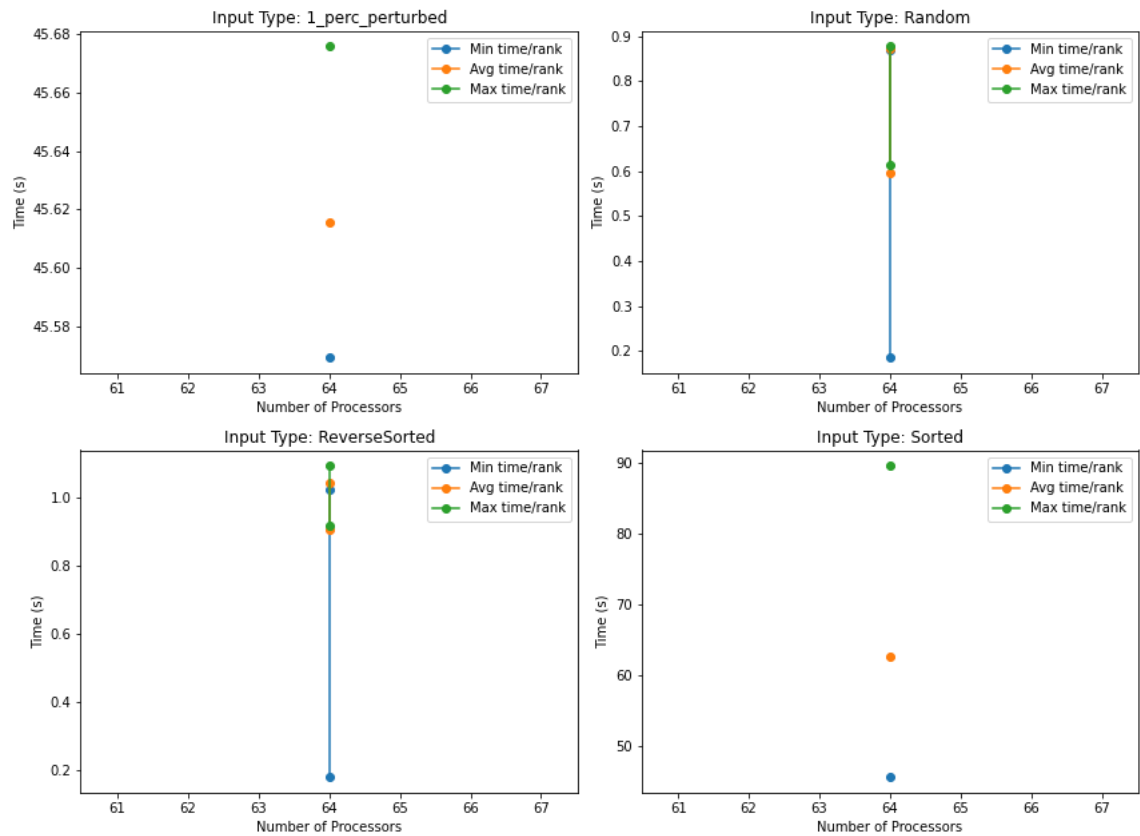 Input Type: 1_perc_perturbed
45.68
45.66
45.64
45.62
45.60
45.58
Time (s)
Min time/rank
Avg time/rank
Max time/rank
61 62 63 64 65 66 67
Number of Processors
Input Type: Random
0.9
0.8
0.7
0.6
0.5
0.4
0.3
0.2
Time (s)
Min time/rank
Avg time/rank
Max time/rank
61 62 63 64 65 66 67
Number of Processors
Input Type: ReverseSorted
1.0
0.8
0.6
0.4
0.2
Time (s)
Min time/rank
Avg time/rank
Max time/rank
61 62 63 64 65 66 67
Number of Processors
Input Type: Sorted
90
80
70
60
50
Time (s)
Min time/rank
Avg time/rank
Max time/rank
61 62 63 64 65 66 67
Number of Processors